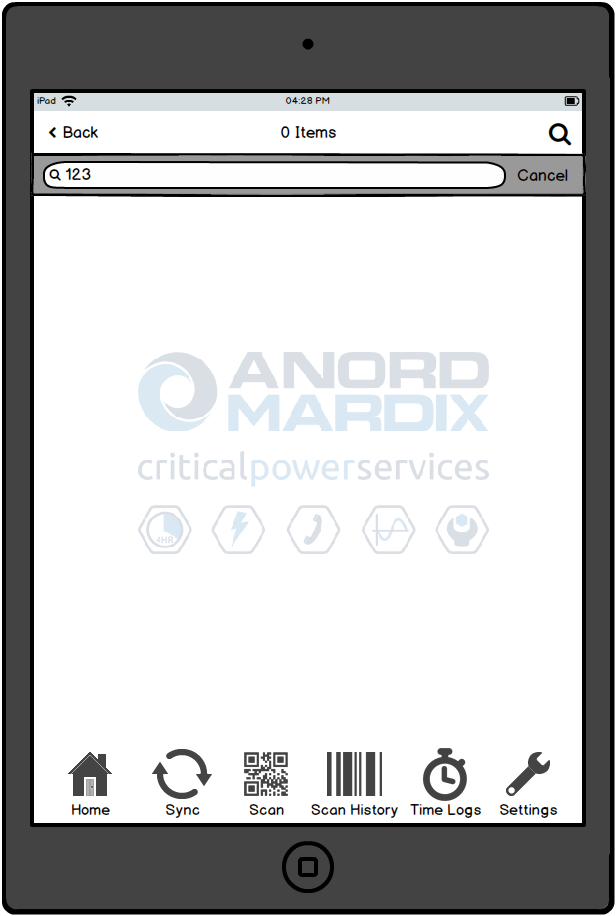 iPad 04:28 PM
Back 0 Items
123 Cancel
ANORD
MARDIX
criticalpowerservices
4HR
Home Sync Scan Scan History Time Logs Settings